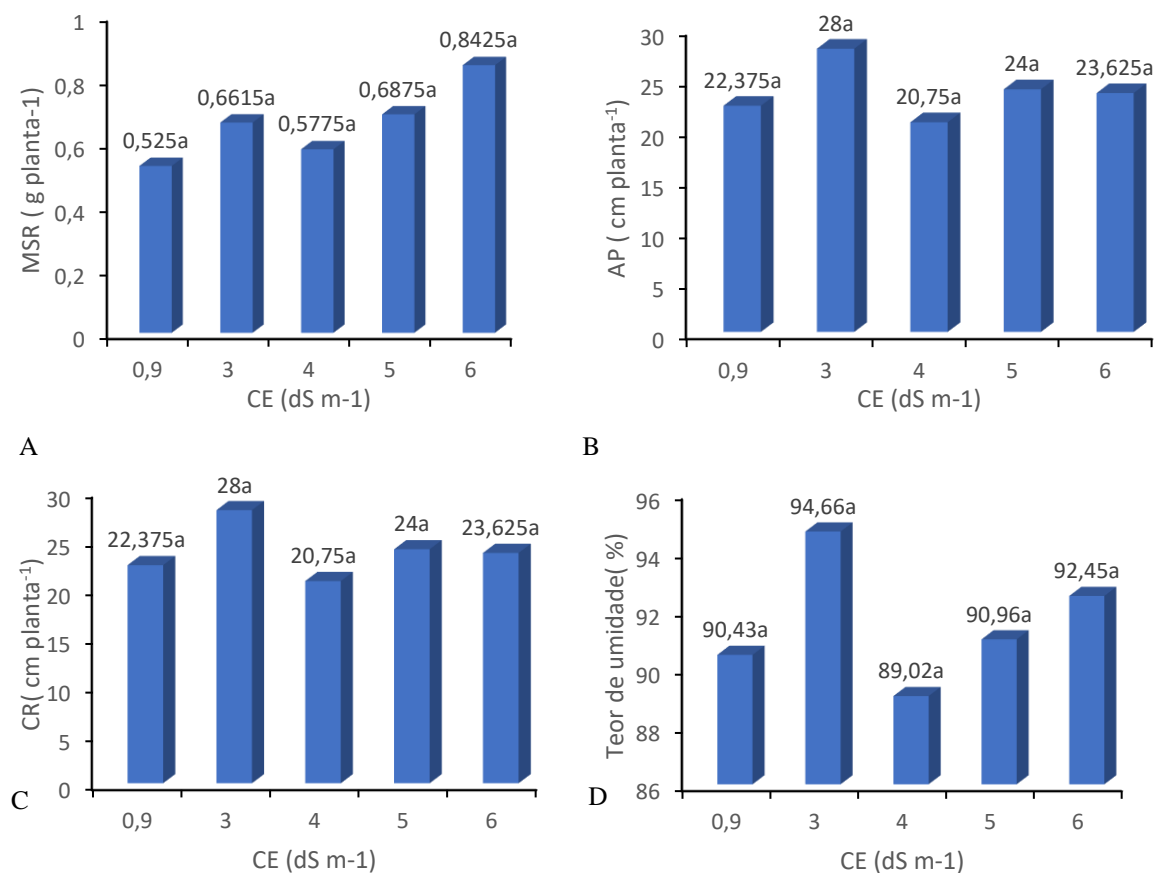 MSR ( g planta-1)
1
0,8
0,6
0,4
0,2
0
0,525a
0,6615a
0,5775a
0,6875a
0,8425a
0,9 3 4 5 6
CE (dS m-1)
A
AP ( cm planta⁻¹)
30
25
20
15
10
5
0
22,375a
28a
20,75a
24a
23,625a
0,9 3 4 5 6
CE (dS m-1)
B
CR( cm planta⁻¹)
30
25
20
15
10
5
0
22,375a
28a
20,75a
24a
23,625a
0,9 3 4 5 6
CE (dS m-1)
C
Teor de umidade( %)
96
94
92
90
88
86
90,43a
94,66a
89,02a
90,96a
92,45a
0,9 3 4 5 6
CE (dS m-1)
D